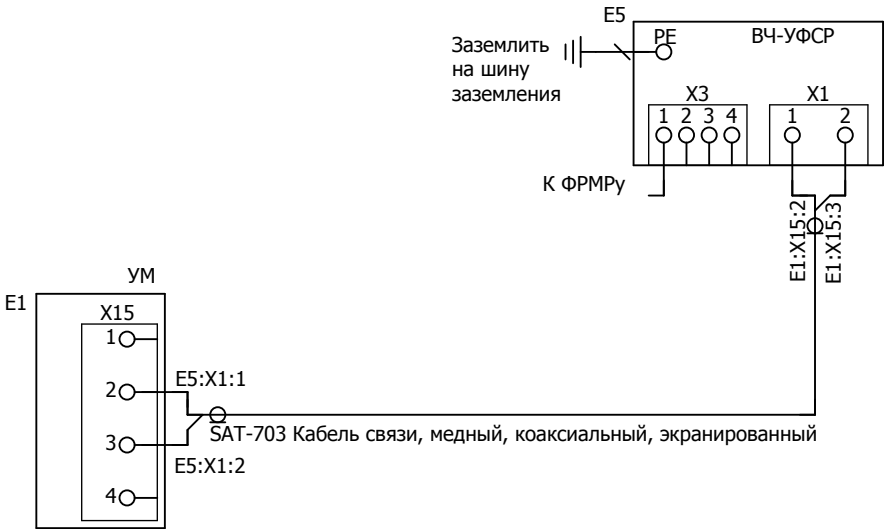 E5
PE
ВЧ-УФСР
Заземлить
на шину
заземления
X3
X1
1 2 3 4
1 2
К ФРМРу
E1:X15:2
E1:X15:3
УМ
E1
X15
1
2
E5:X1:1
SAT-703 Кабель связи, медный, коаксиальный, экранированный
3
E5:X1:2
4